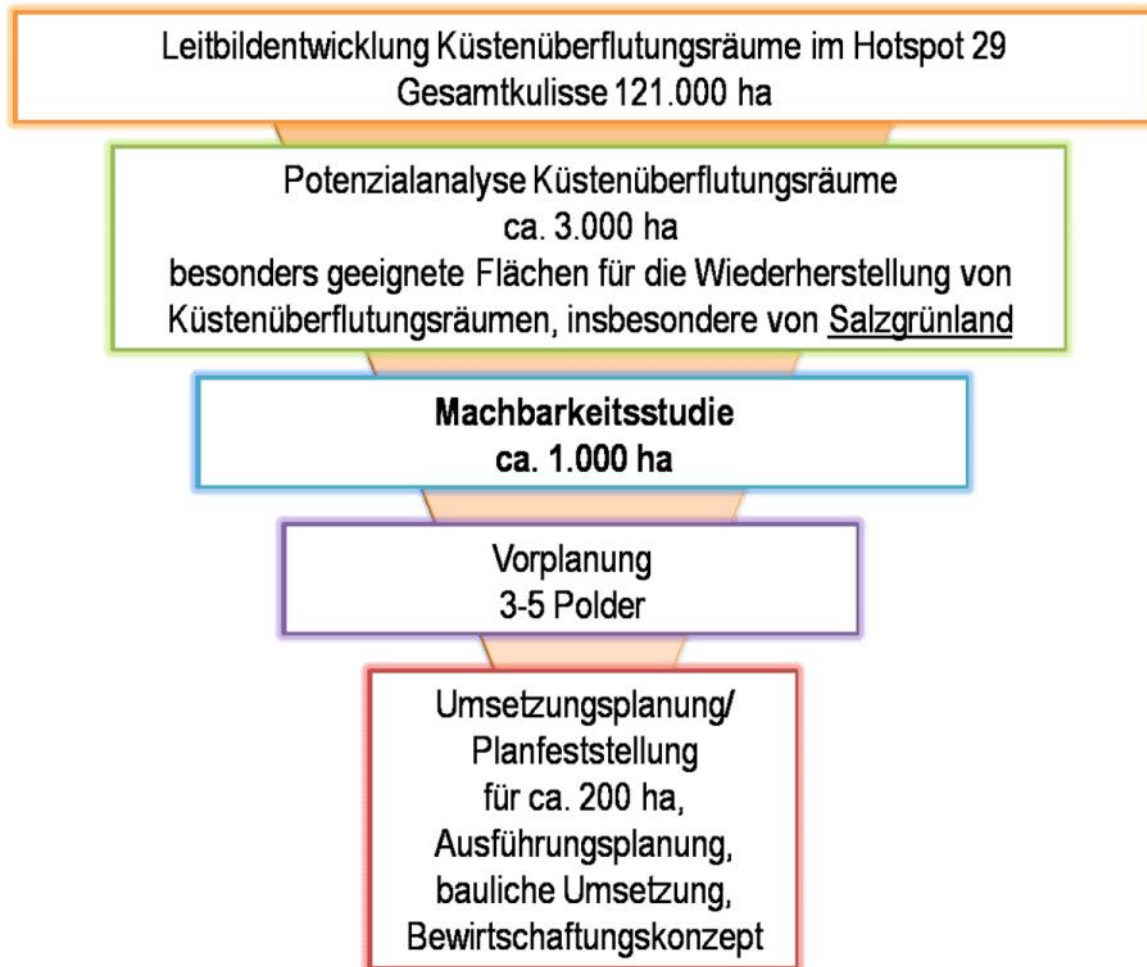 Leitbildentwicklung Küstenüberflutungsräume im Hotspot 29
Gesamtkulisse 121.000 ha
Potenzialanalyse Küstenüberflutungsräume
ca. 3.000 ha
besonders geeignete Flächen für die Wiederherstellung von
Küstenüberflutungsräumen, insbesondere von Salzgrünland
Machbarkeitsstudie
ca. 1.000 ha
Vorplanung
3-5 Polder
Umsetzungsplanung/
Planfeststellung
für ca. 200 ha,
Ausführungsplanung,
bauliche Umsetzung,
Bewirtschaftungskonzept